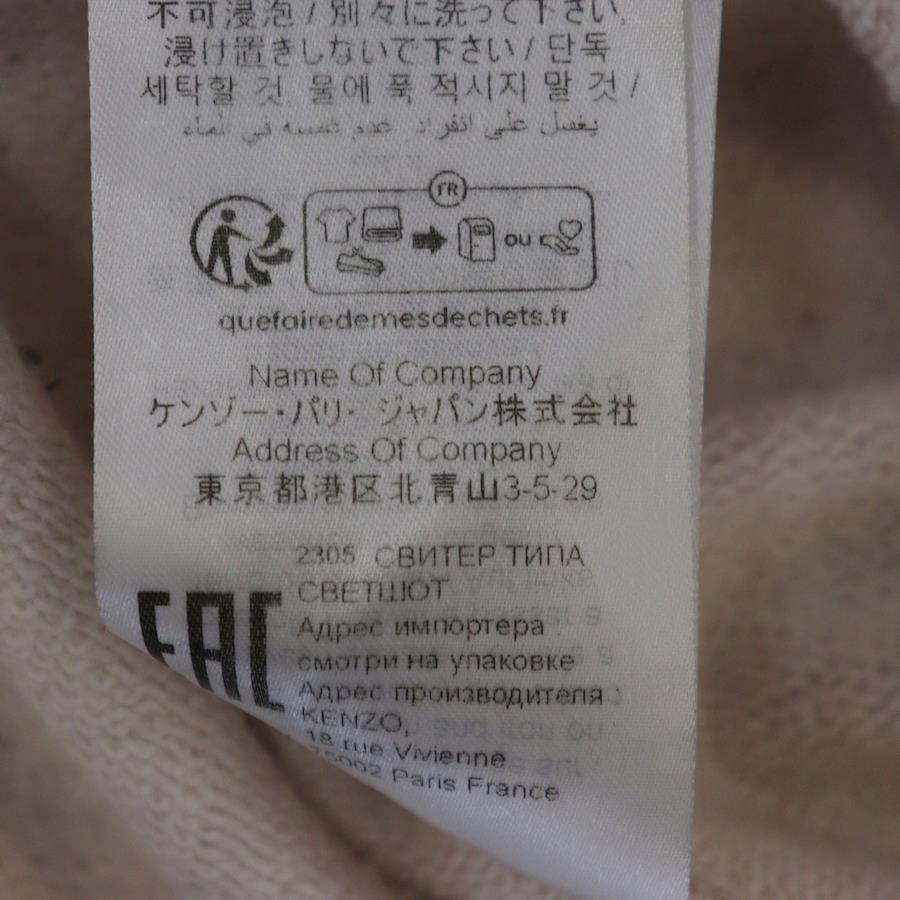 不可浸泡 / 別々に洗って下さい
浸け置きしないで下さい / 단독
세탁할 것 물에 푹 적시지 말 것 /
يغسل على انفراد عدم غمسه في الماء
FR
ou
quefairedemesdechets.fr
Name Of Company
ケンゾー・パリ・ ジャパン株式会社
Address Of Company
東京都港区北青山3-5-29
2305 СВИТЕР ТИПА
СВЕТШОТ
EAC
Адрес импортера
смотри на упаковке
Адрес производителя
KENZO,
18 rue Vivienne
75002 Paris France